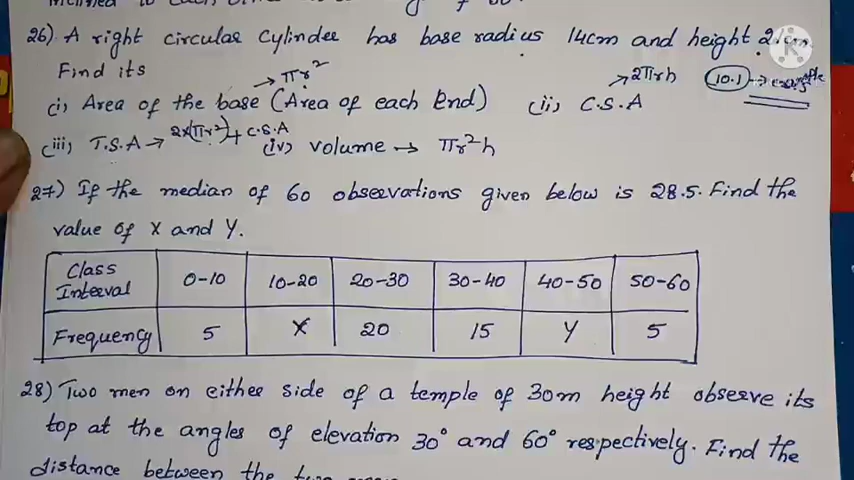 26) A right circular cylinder has base radius 14cm and height 21cm
Find its → πr² → 2πrh 10.1 →
(i) Area of the base (Area of each End) (ii) C.S.A
(iii) T.S.A → 2×(πr²) + C.S.A (iv) volume → πr²h
27) If the median of 60 observations given below is 28.5. Find the
value of X and Y.
Class Interval 0-10 10-20 20-30 30-40 40-50 50-60
Frequency 5 X 20 15 Y 5
28) Two men on either side of a temple of 30m height observe its
top at the angles of elevation 30° and 60° respectively. Find the
distance between the two